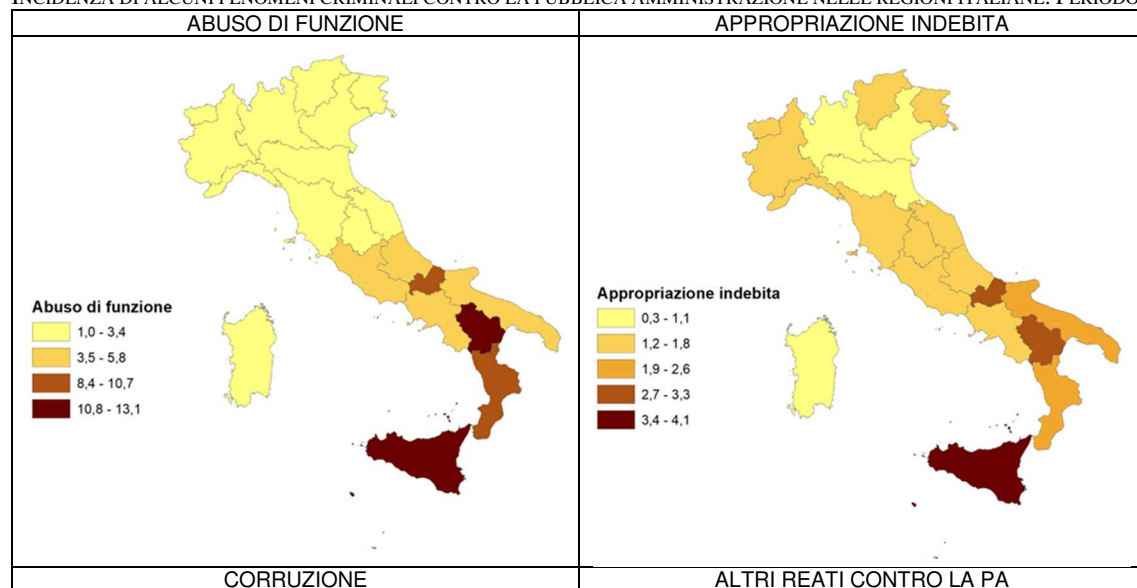 INCIDENZA DI ALCUNI FENOMENI CRIMINALI CONTRO LA PUBBLICA AMMINISTRAZIONE NELLE REGIONI ITALIANE. PERIODO
ABUSO DI FUNZIONE
APPROPRIAZIONE INDEBITA
Abuso di funzione
1,0 - 3,4
3,5 - 5,8
8,4 - 10,7
10,8 - 13,1
Appropriazione indebita
0,3 - 1,1
1,2 - 1,8
1,9 - 2,6
2,7 - 3,3
3,4 - 4,1
CORRUZIONE
ALTRI REATI CONTRO LA PA